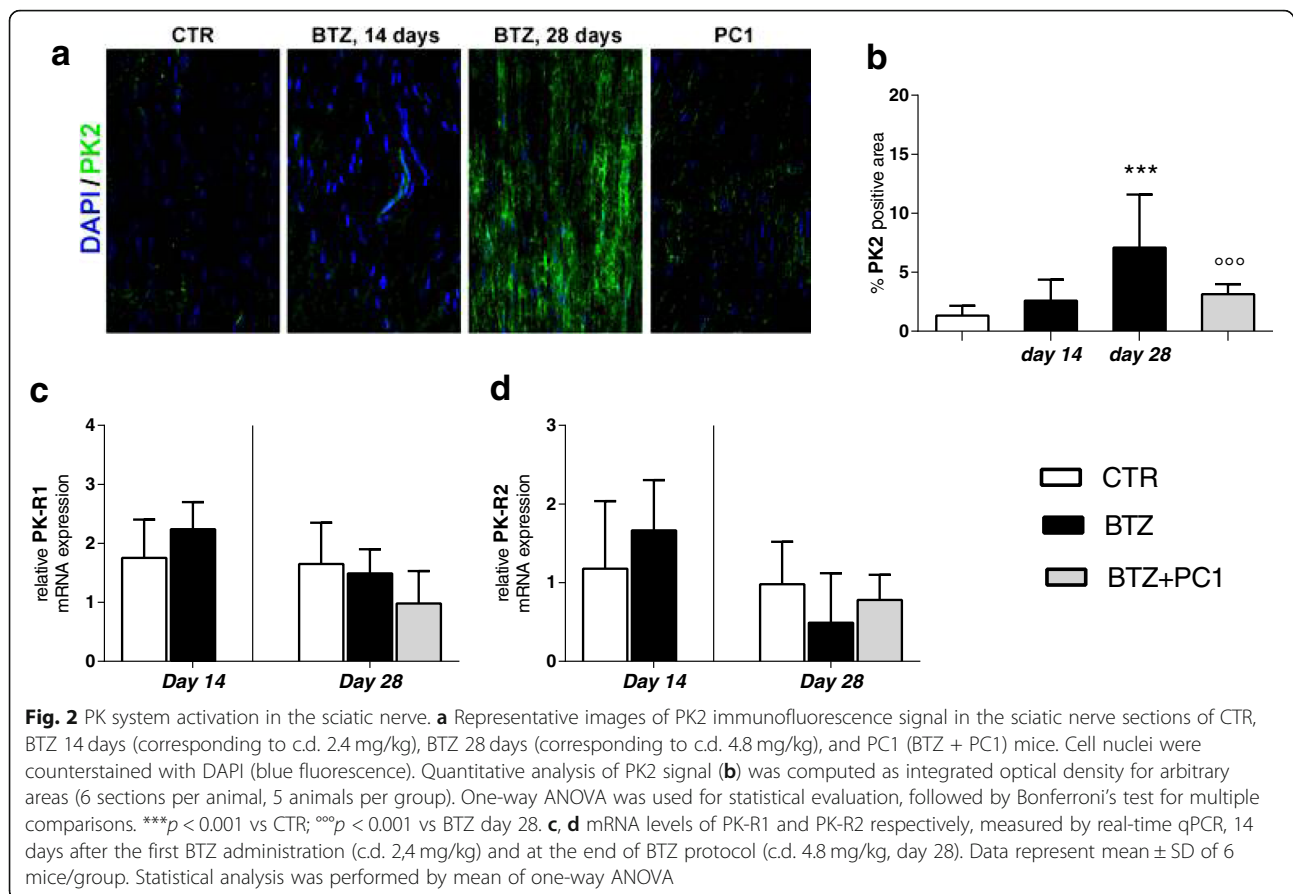 a
CTR
BTZ, 14 days
BTZ, 28 days
PC1
DAPI/PK2
b
% PK2 positive area
20
15
10
5
0
***
°°°
day 14
day 28
c
relative PK-R1
mRNA expression
4
3
2
1
0
Day 14
Day 28
d
relative PK-R2
mRNA expression
3
2
1
0
Day 14
Day 28
CTR
BTZ
BTZ+PC1
Fig. 2 PK system activation in the sciatic nerve. a Representative images of PK2 immunofluorescence signal in the sciatic nerve sections of CTR,
BTZ 14 days (corresponding to c.d. 2.4 mg/kg), BTZ 28 days (corresponding to c.d. 4.8 mg/kg), and PC1 (BTZ + PC1) mice. Cell nuclei were
counterstained with DAPI (blue fluorescence). Quantitative analysis of PK2 signal (b) was computed as integrated optical density for arbitrary
areas (6 sections per animal, 5 animals per group). One-way ANOVA was used for statistical evaluation, followed by Bonferroni's test for multiple
comparisons. ***p < 0.001 vs CTR; °°°p < 0.001 vs BTZ day 28. c, d mRNA levels of PK-R1 and PK-R2 respectively, measured by real-time qPCR, 14
days after the first BTZ administration (c.d. 2,4 mg/kg) and at the end of BTZ protocol (c.d. 4.8 mg/kg, day 28). Data represent mean ± SD of 6
mice/group. Statistical analysis was performed by mean of one-way ANOVA